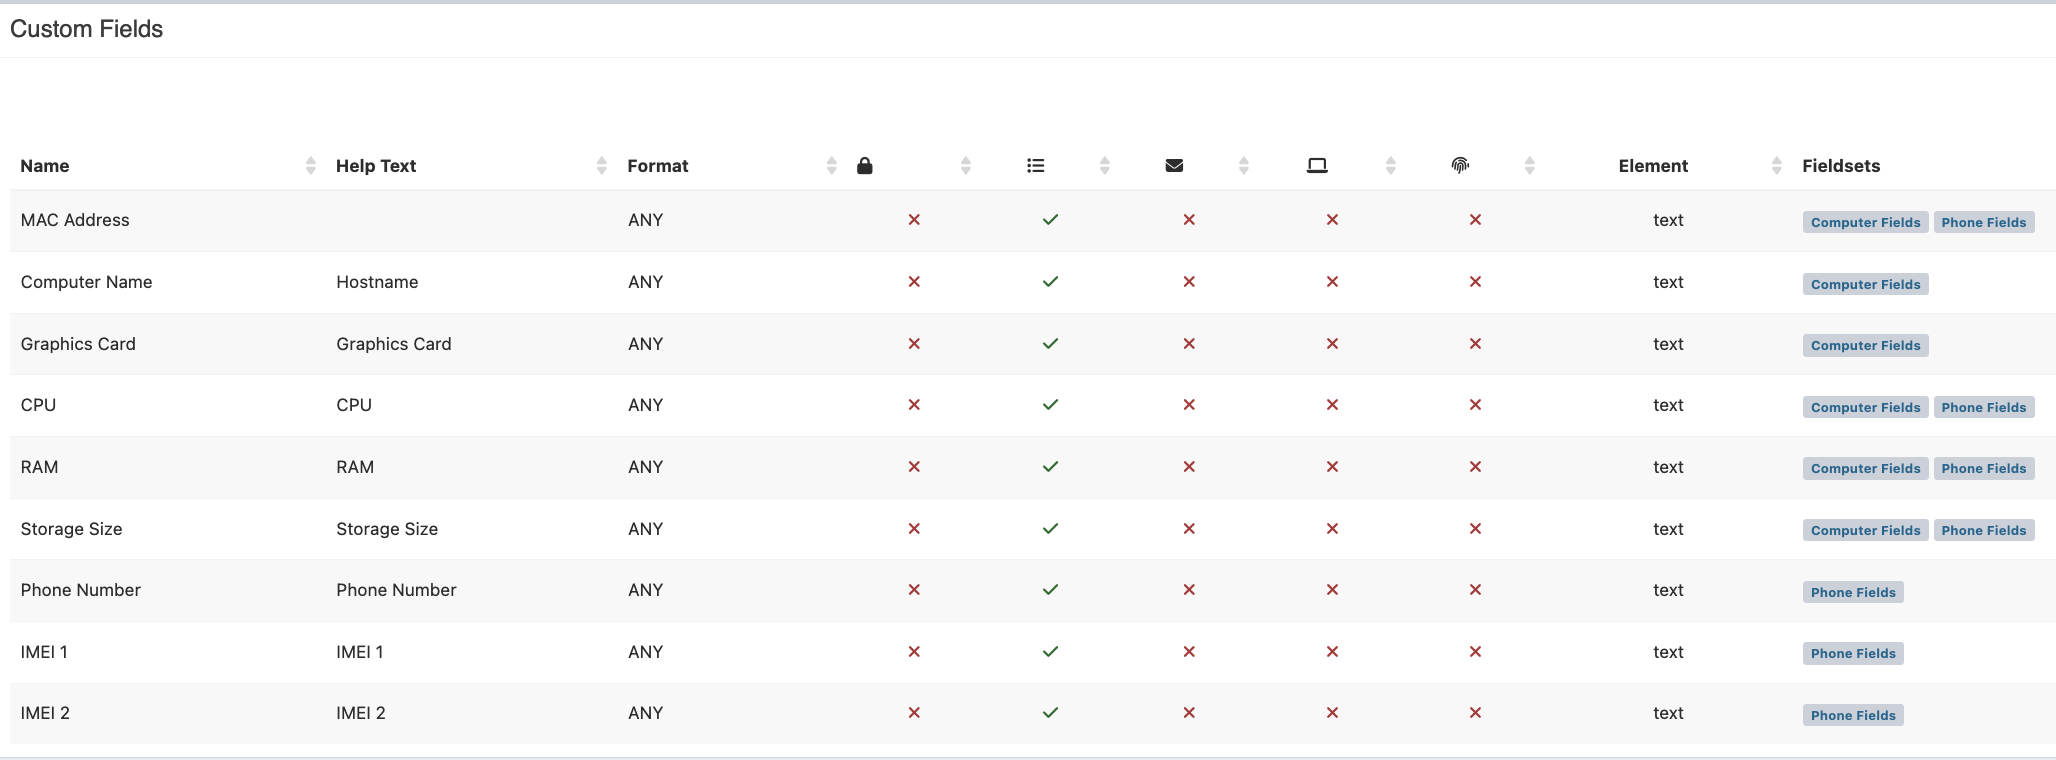 Custom Fields
Name Help Text Format Element Fieldsets
MAC Address ANY text Computer Fields Phone Fields
Computer Name Hostname ANY text Computer Fields
Graphics Card Graphics Card ANY text Computer Fields
CPU CPU ANY text Computer Fields Phone Fields
RAM RAM ANY text Computer Fields Phone Fields
Storage Size Storage Size ANY text Computer Fields Phone Fields
Phone Number Phone Number ANY text Phone Fields
IMEI 1 IMEI 1 ANY text Phone Fields
IMEI 2 IMEI 2 ANY text Phone Fields